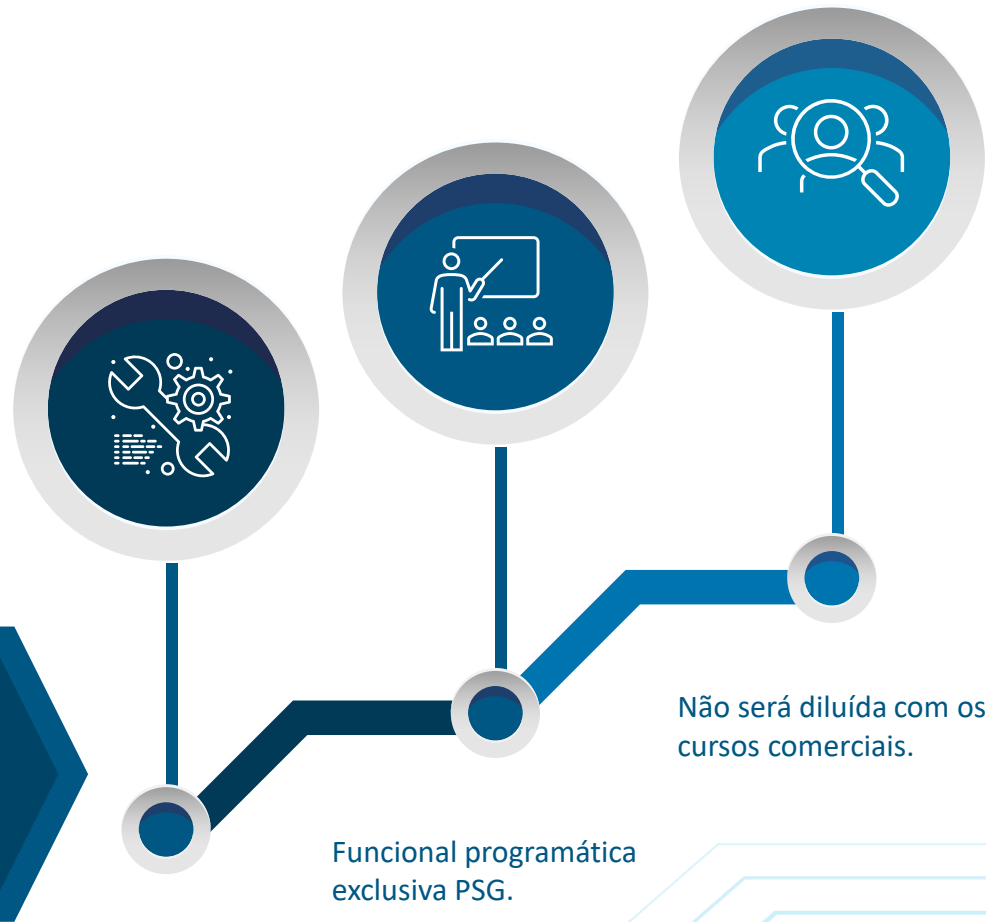 Não será diluída com os
cursos comerciais.
Funcional programática
exclusiva PSG.